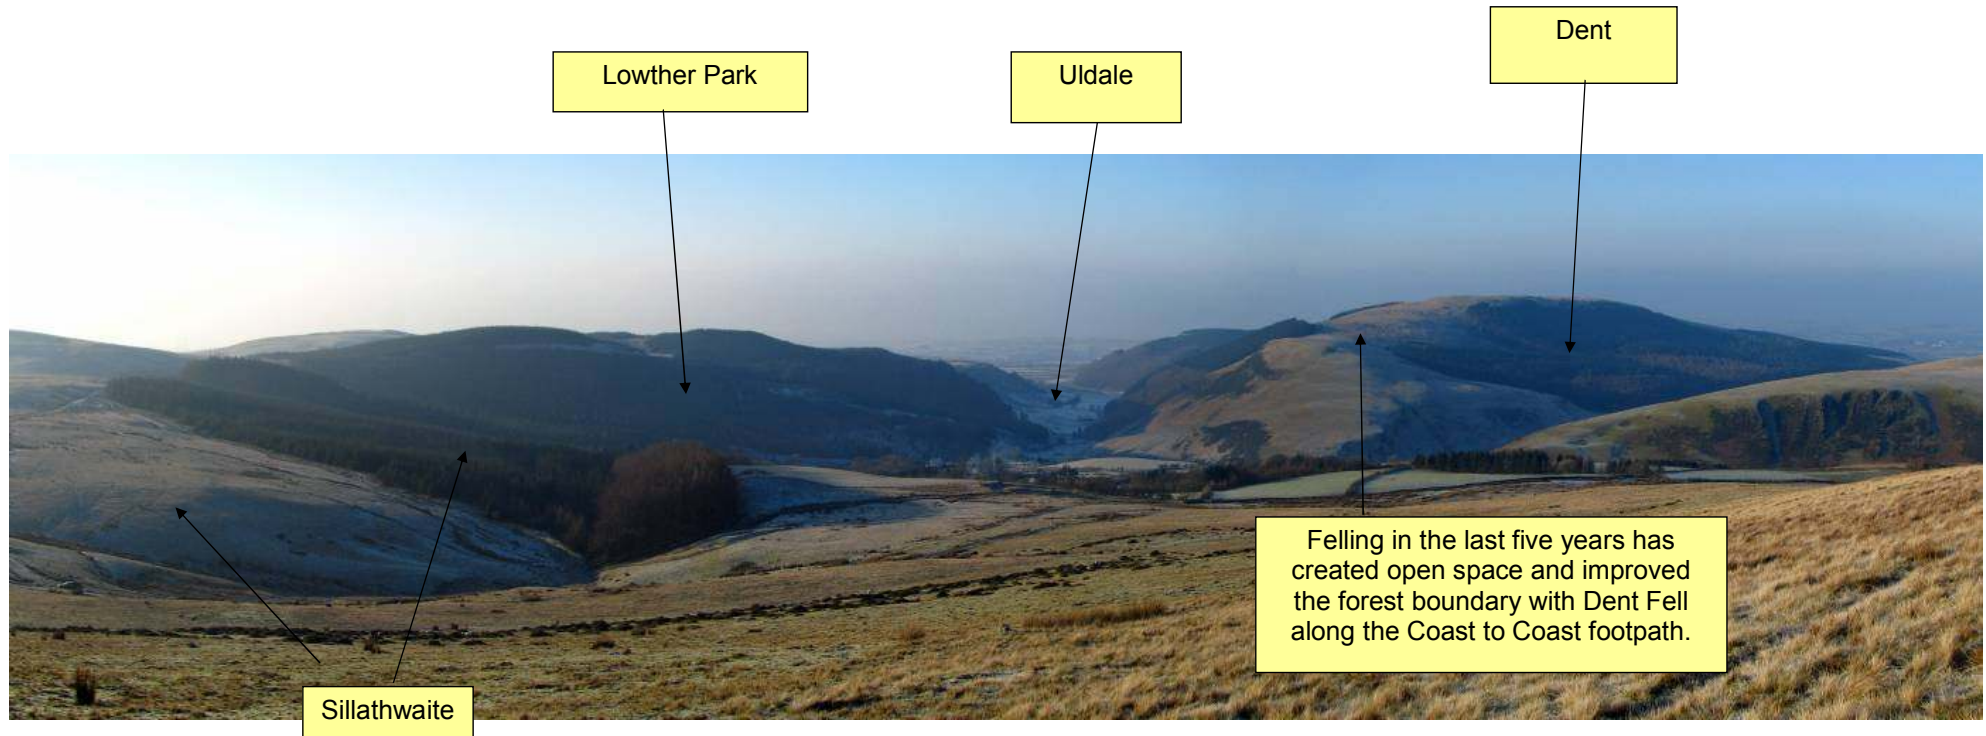 Dent
Lowther Park
Uldale
Felling in the last five years has
created open space and improved
the forest boundary with Dent Fell
along the Coast to Coast footpath.
Sillathwaite